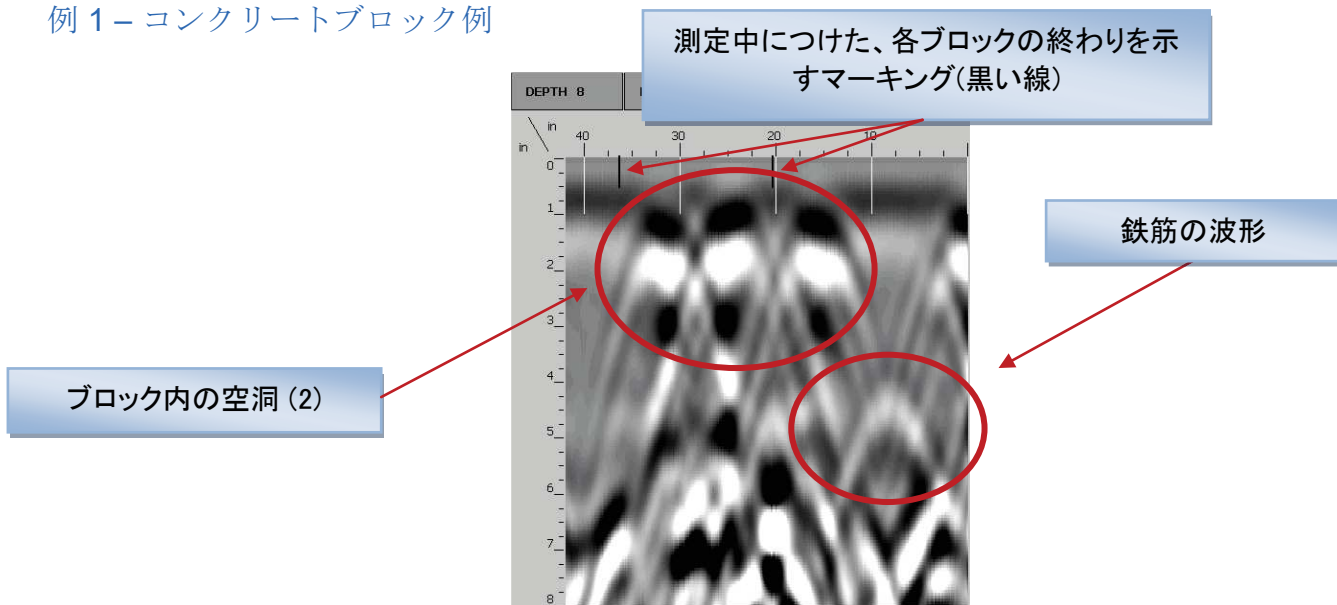 例 1 – コンクリートブロック例
測定中につけた、各ブロックの終わりを示
すマーキング(黒い線)
DEPTH 8
in
40
30
20
10
in
0
1
2
3
4
5
6
7
8
鉄筋の波形
ブロック内の空洞 (2)